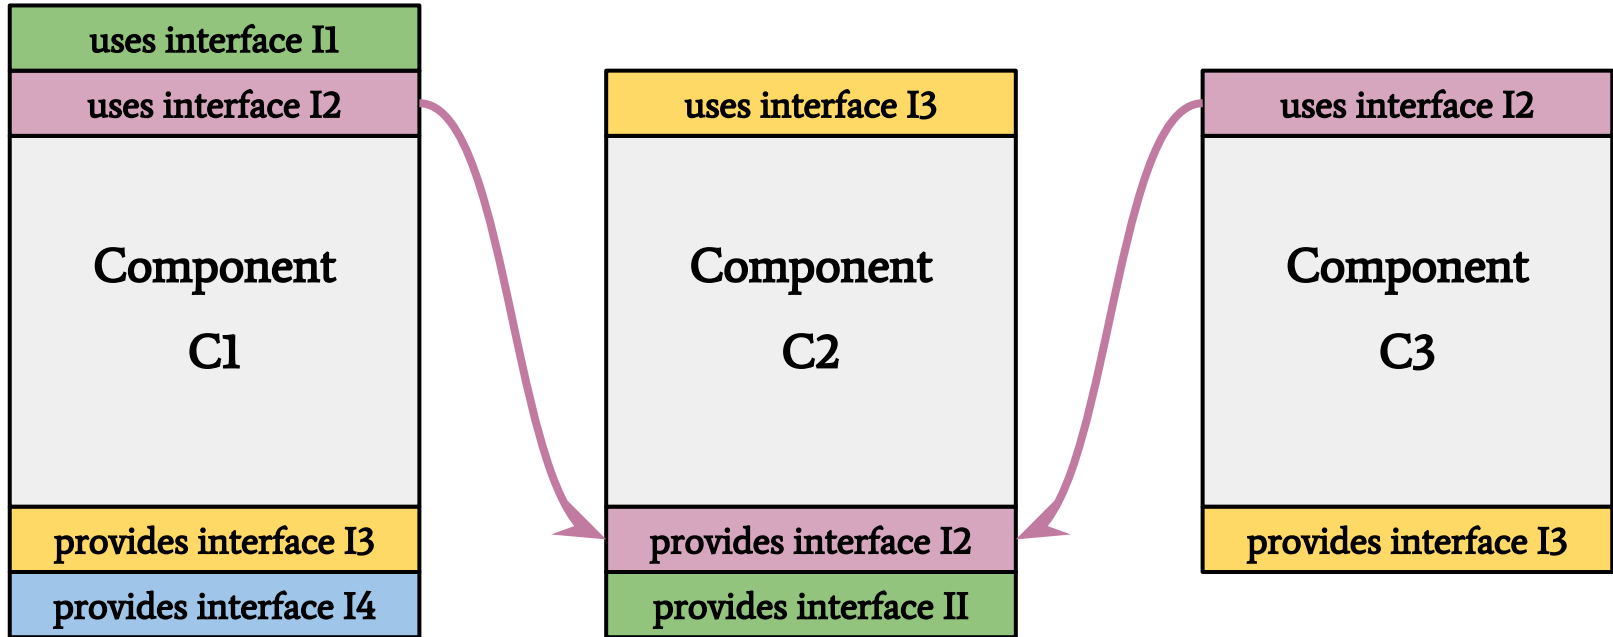 uses interface I1
uses interface I2
Component
C1
provides interface I3
provides interface I4
uses interface I3
Component
C2
provides interface I2
provides interface II
uses interface I2
Component
C3
provides interface I3